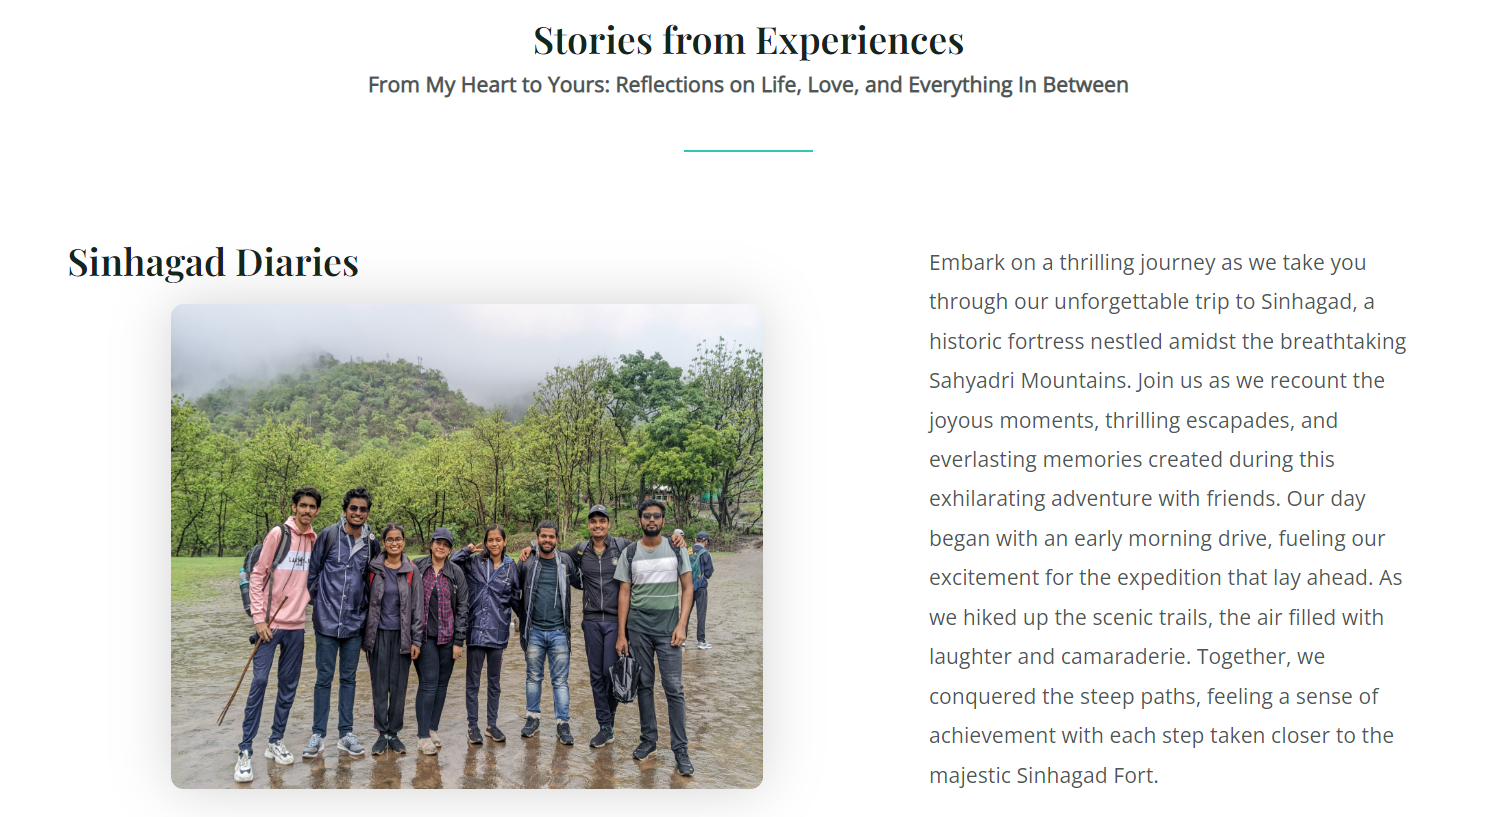 Stories from Experiences
From My Heart to Yours: Reflections on Life, Love, and Everything In Between
Sinhagad Diaries
Embark on a thrilling journey as we take you
through our unforgettable trip to Sinhagad, a
historic fortress nestled amidst the breathtaking
Sahyadri Mountains. Join us as we recount the
joyous moments, thrilling escapades, and
everlasting memories created during this
exhilarating adventure with friends. Our day
began with an early morning drive, fueling our
excitement for the expedition that lay ahead. As
we hiked up the scenic trails, the air filled with
laughter and camaraderie. Together, we
conquered the steep paths, feeling a sense of
achievement with each step taken closer to the
majestic Sinhagad Fort.